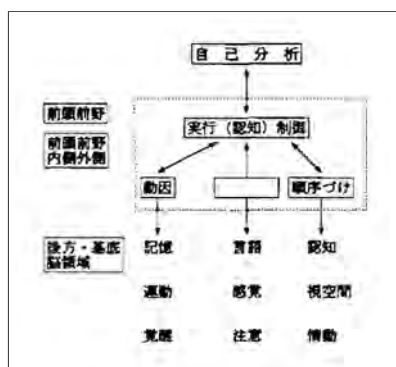 自己分析
前頭前野
実行（認知）制御
前頭前野
内側外側
動因
順序づけ
後方・基底
脳領域
記憶 言語 認知
運動 感覚 視空間
覚醒 注意 情動